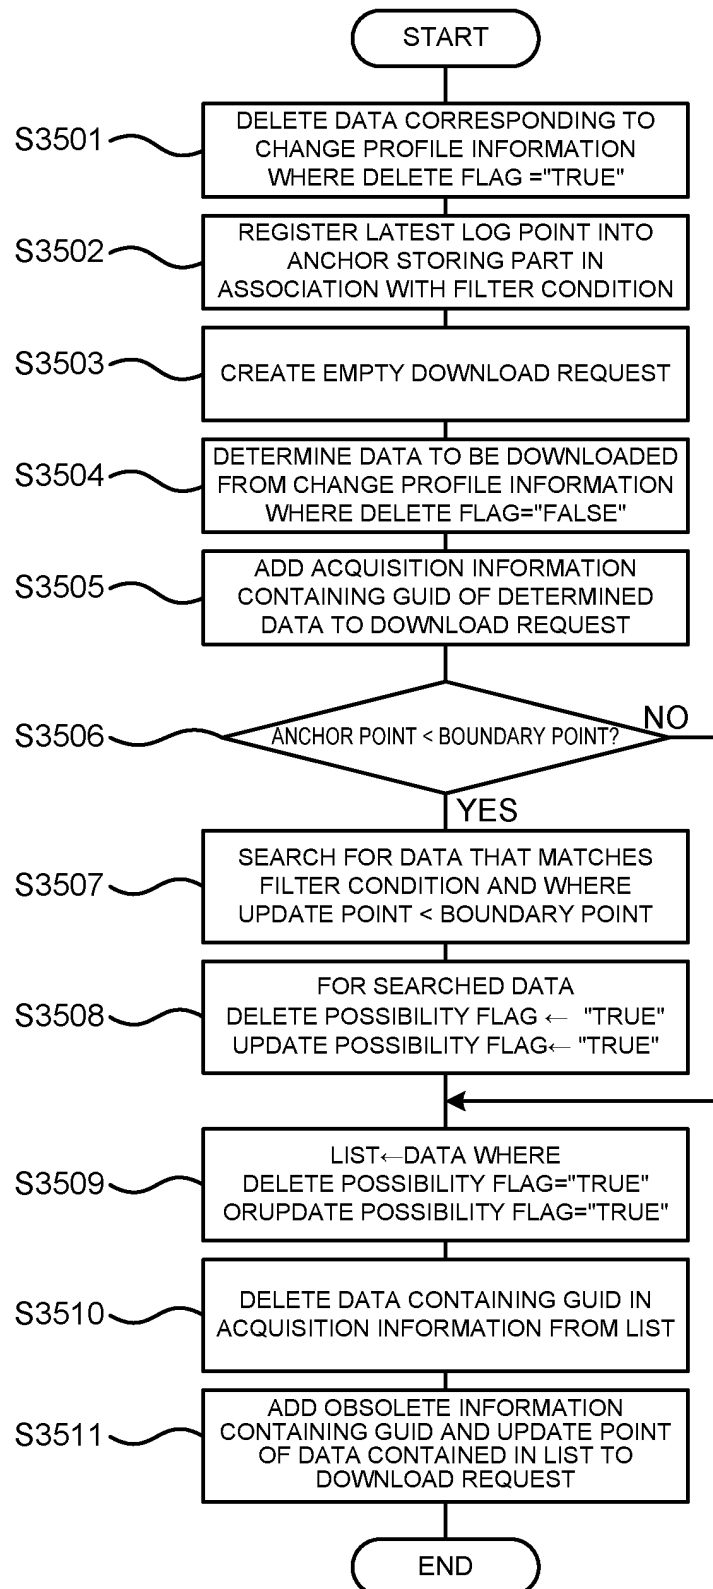 START
S3501
DELETE DATA CORRESPONDING TO
CHANGE PROFILE INFORMATION
WHERE DELETE FLAG ="TRUE"
S3502
REGISTER LATEST LOG POINT INTO
ANCHOR STORING PART IN
ASSOCIATION WITH FILTER CONDITION
S3503
CREATE EMPTY DOWNLOAD REQUEST
S3504
DETERMINE DATA TO BE DOWNLOADED
FROM CHANGE PROFILE INFORMATION
WHERE DELETE FLAG="FALSE"
S3505
ADD ACQUISITION INFORMATION
CONTAINING GUID OF DETERMINED
DATA TO DOWNLOAD REQUEST
S3506
ANCHOR POINT < BOUNDARY POINT?
NO
YES
S3507
SEARCH FOR DATA THAT MATCHES
FILTER CONDITION AND WHERE
UPDATE POINT < BOUNDARY POINT
S3508
FOR SEARCHED DATA
DELETE POSSIBILITY FLAG ← "TRUE"
UPDATE POSSIBILITY FLAG← "TRUE"
S3509
LIST←DATA WHERE
DELETE POSSIBILITY FLAG="TRUE"
ORUPDATE POSSIBILITY FLAG="TRUE"
S3510
DELETE DATA CONTAINING GUID IN
ACQUISITION INFORMATION FROM LIST
S3511
ADD OBSOLETE INFORMATION
CONTAINING GUID AND UPDATE POINT
OF DATA CONTAINED IN LIST TO
DOWNLOAD REQUEST
END